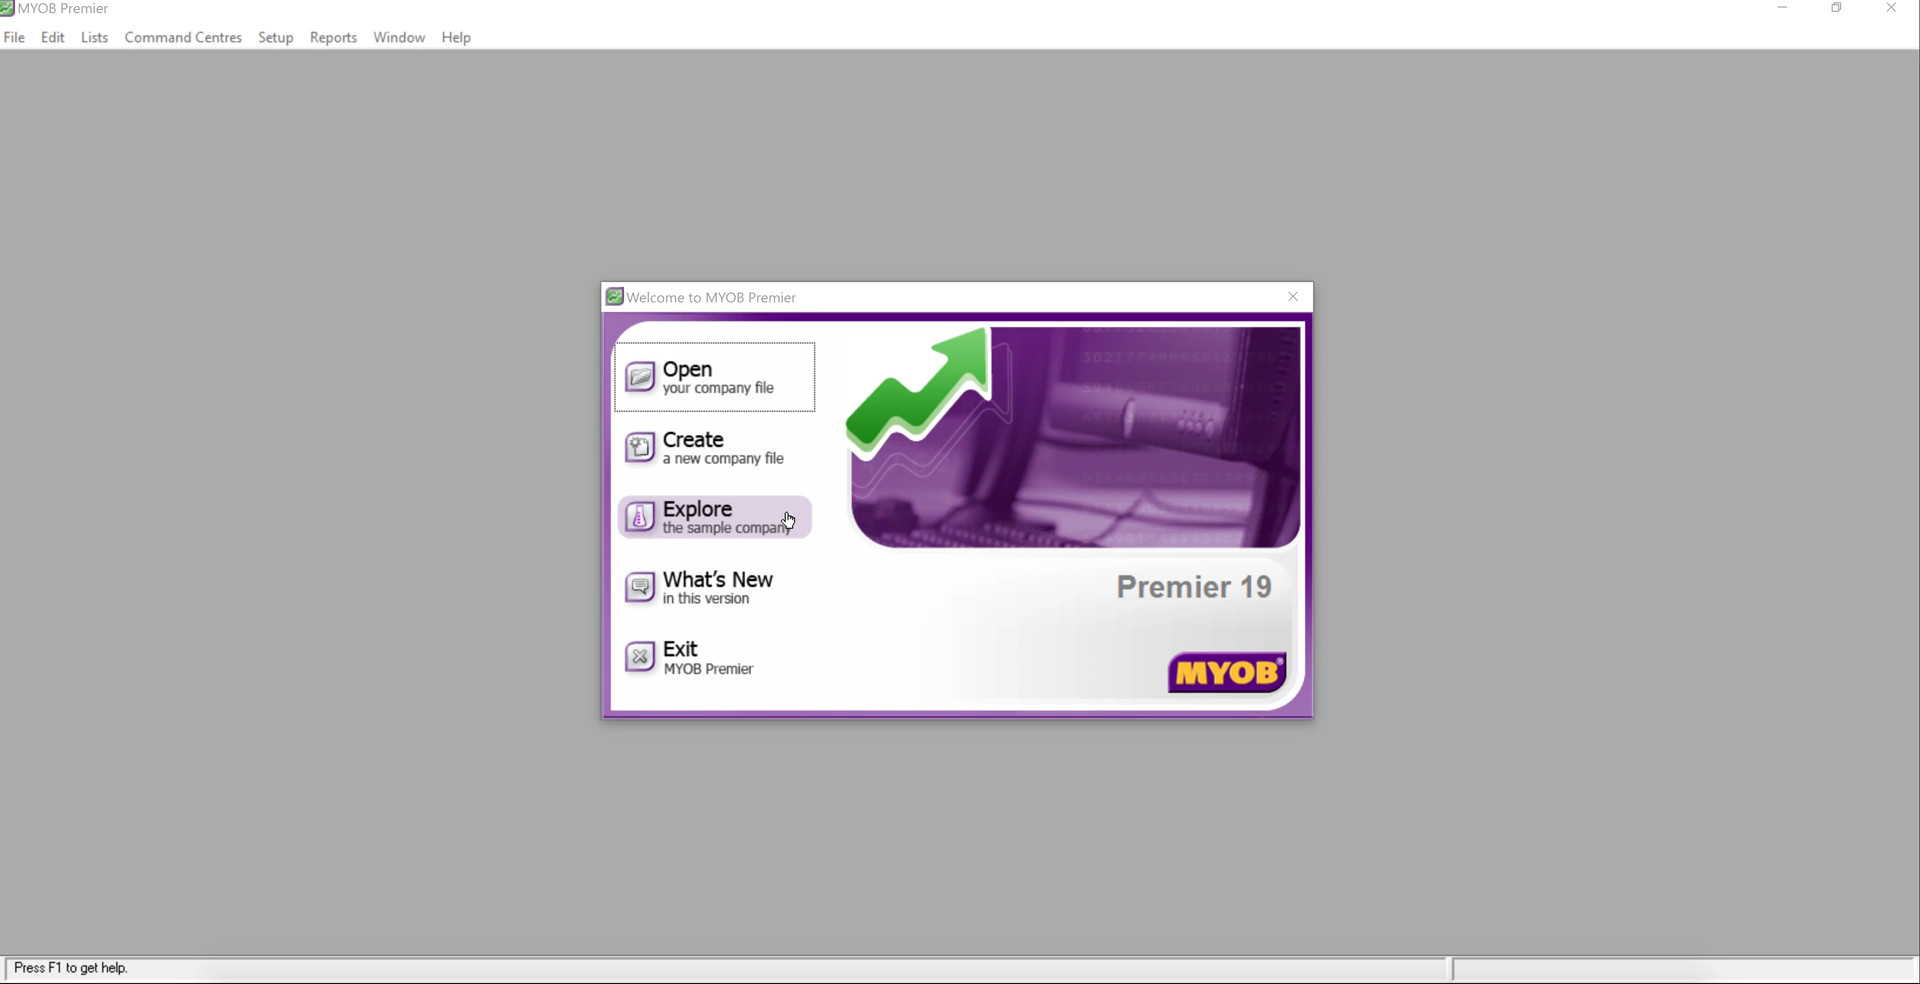 MYOB Premier
File Edit Lists Command Centres Setup Reports Window Help
Welcome to MYOB Premier
Open
your company file
Create
a new company file
Explore
the sample company
What's New
in this version
Exit
MYOB Premier
Premier 19
MYOB®
Press F1 to get help.